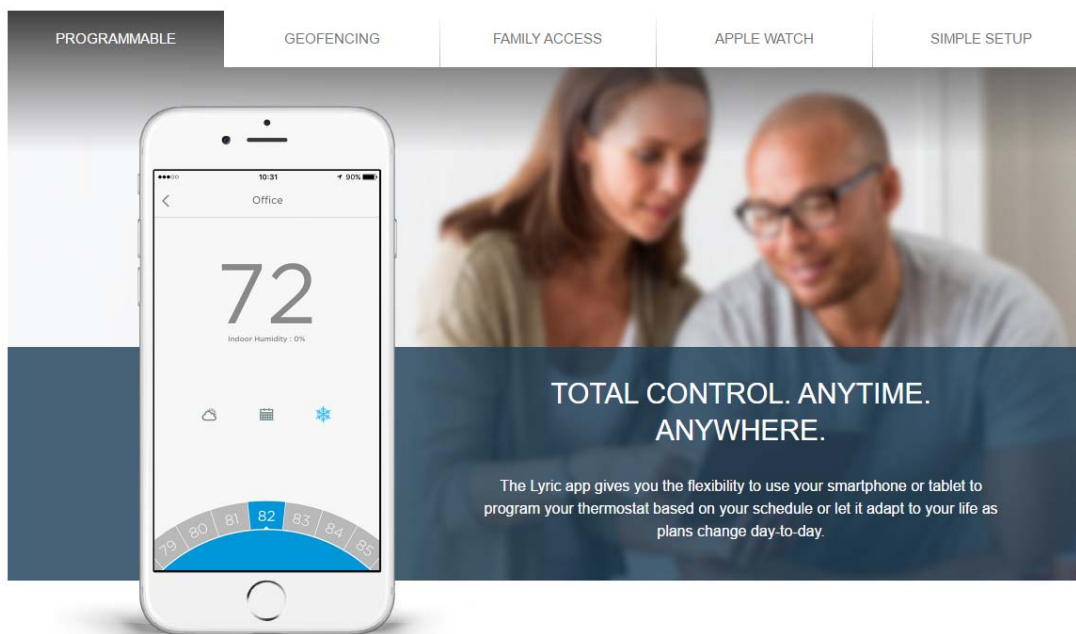 PROGRAMMABLE
GEOFENCING
FAMILY ACCESS
APPLE WATCH
SIMPLE SETUP
10:31
90%
Office
72
Indoor Humidity : 0%
79 80 81 82 83 84 85
TOTAL CONTROL. ANYTIME.
ANYWHERE.
The Lyric app gives you the flexibility to use your smartphone or tablet to
program your thermostat based on your schedule or let it adapt to your life as
plans change day-to-day.